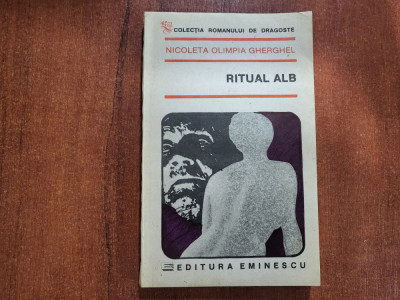 COLECȚIA ROMANULUI DE DRAGOSTE
NICOLETA OLIMPIA GHERGHEL
RITUAL ALB
EDITURA EMINESCU